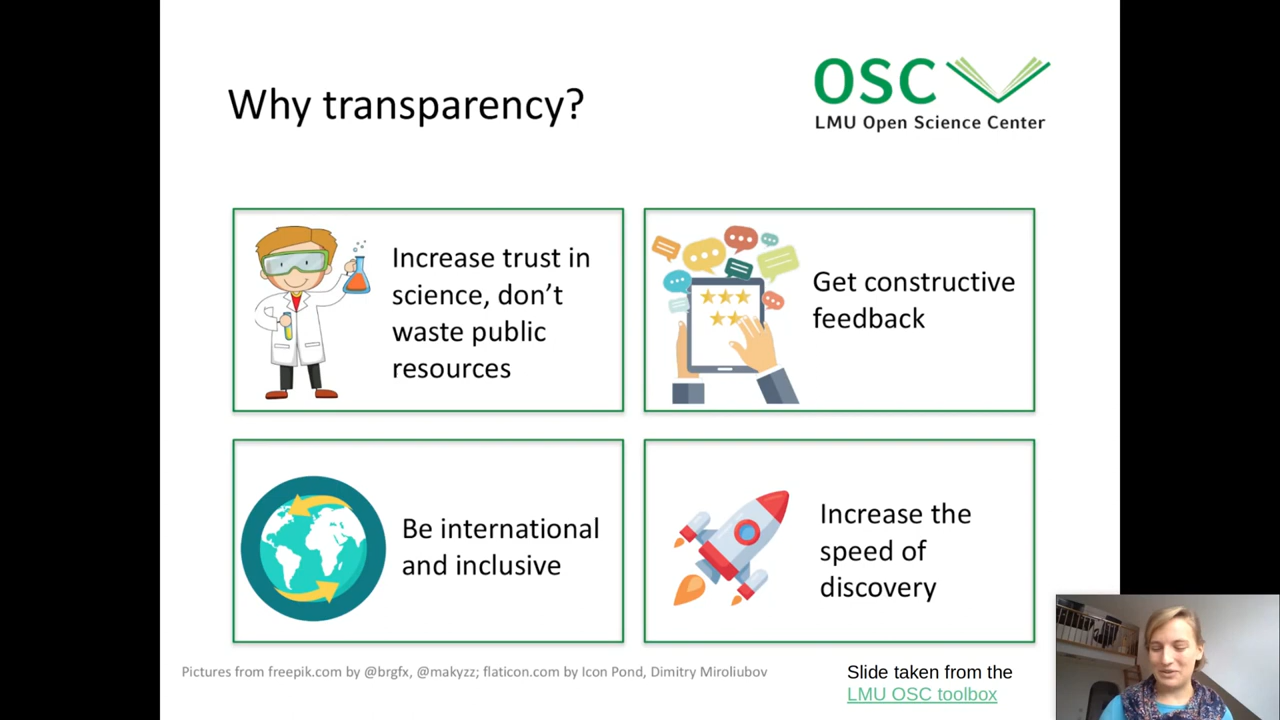 Why transparency?
OSC
LMU Open Science Center
Increase trust in
science, don’t
waste public
resources
Get constructive
feedback
Be international
and inclusive
Increase the
speed of
discovery
Pictures from freepik.com by @brgfx, @makyzz; flaticon.com by Icon Pond, Dimitry Miroliubov
Slide taken from the
LMU OSC toolbox